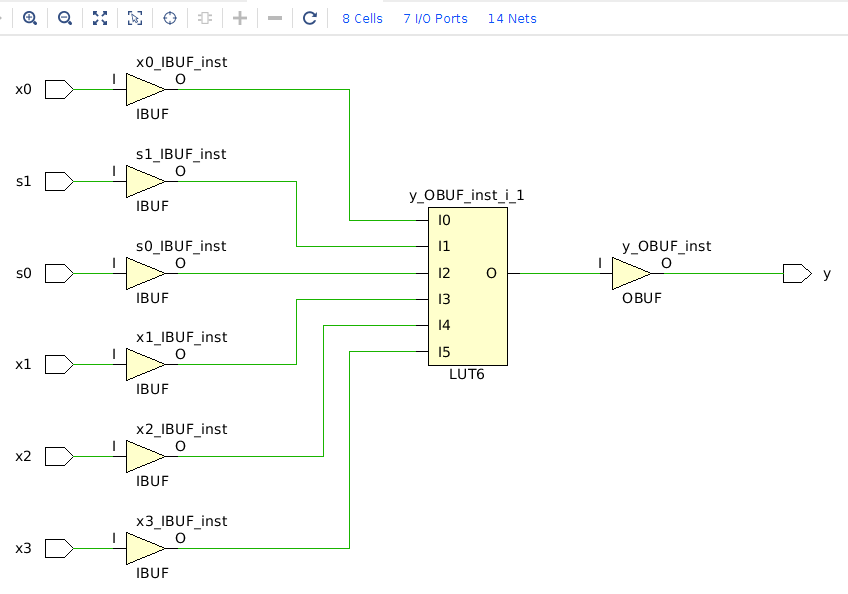 8 Cells 7 I/O Ports 14 Nets
x0_IBUF_inst
x0 I O
IBUF
s1_IBUF_inst
s1 I O
IBUF
y_OBUF_inst_i_1
I0
I1
s0_IBUF_inst
s0 I O
IBUF
I2 O
I3
I4
I5
LUT6
y_OBUF_inst
I O y
OBUF
x1_IBUF_inst
x1 I O
IBUF
x2_IBUF_inst
x2 I O
IBUF
x3_IBUF_inst
x3 I O
IBUF